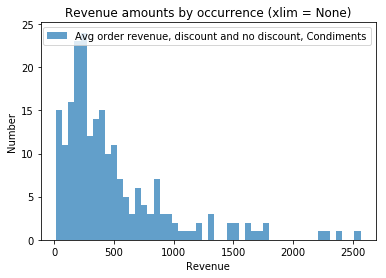 Revenue amounts by occurrence (xlim = None)
Avg order revenue, discount and no discount, Condiments
25
20
15
10
5
0
Number
0 500 1000 1500 2000 2500
Revenue